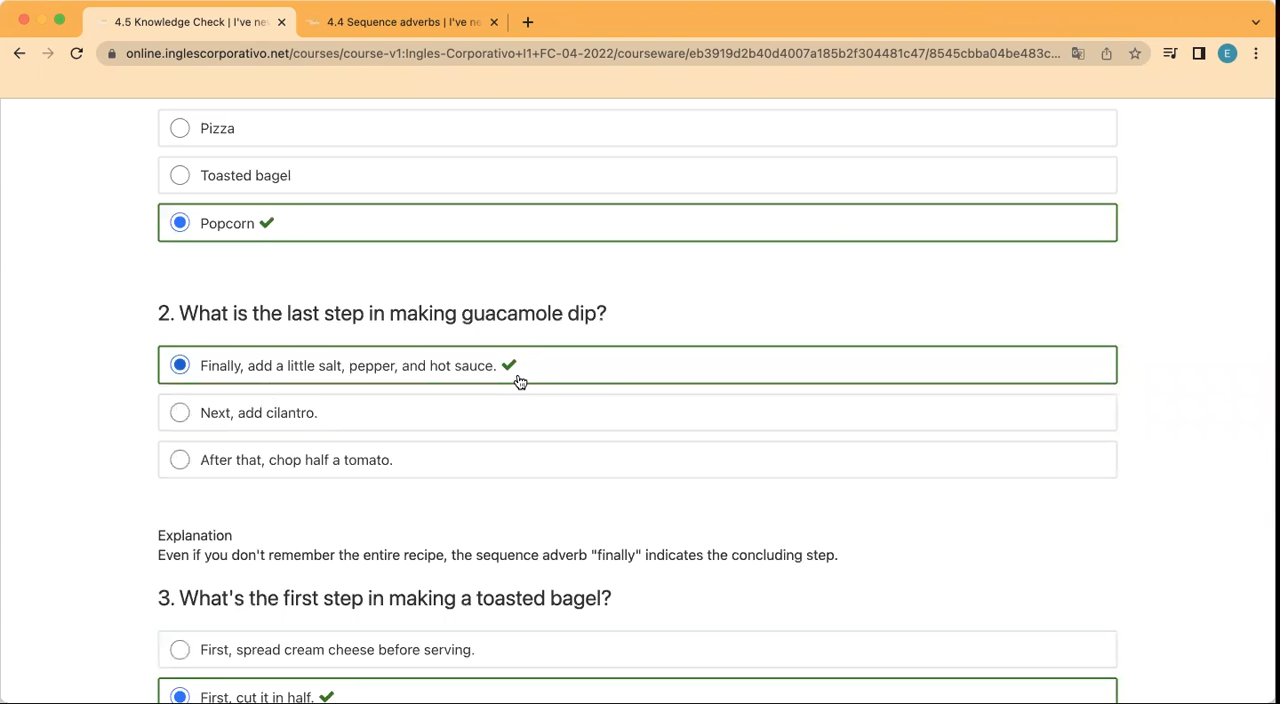 4.5 Knowledge Check | I've ne
4.4 Sequence adverbs | I've ne
online.inglescorporativo.net/courses/course-v1:Ingles-Corporativo+I1+FC-04-2022/courseware/eb3919d2b40d4007a185b2f304481c47/8545cbba04be483c...
E
Pizza
Toasted bagel
Popcorn
2. What is the last step in making guacamole dip?
Finally, add a little salt, pepper, and hot sauce.
Next, add cilantro.
After that, chop half a tomato.
Explanation
Even if you don't remember the entire recipe, the sequence adverb "finally" indicates the concluding step.
3. What's the first step in making a toasted bagel?
First, spread cream cheese before serving.
First, cut it in half.